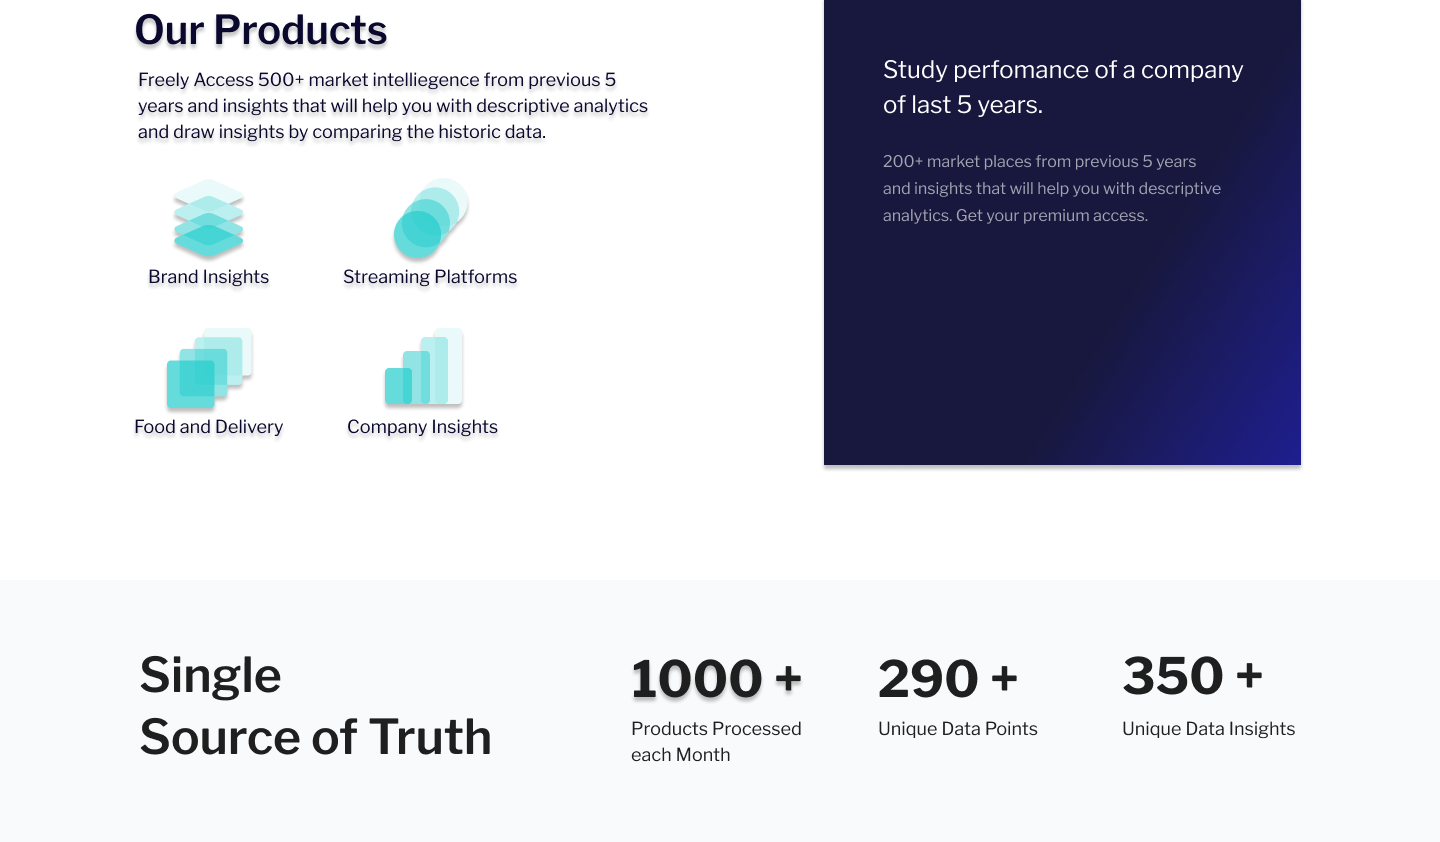 Our Products
Freely Access 500+ market intelliegence from previous 5
years and insights that will help you with descriptive analytics
and draw insights by comparing the historic data.
Brand Insights
Streaming Platforms
Food and Delivery
Company Insights
Study perfomance of a company
of last 5 years.
200+ market places from previous 5 years
and insights that will help you with descriptive
analytics. Get your premium access.
Single
Source of Truth
1000 +
Products Processed
each Month
290 +
Unique Data Points
350 +
Unique Data Insights